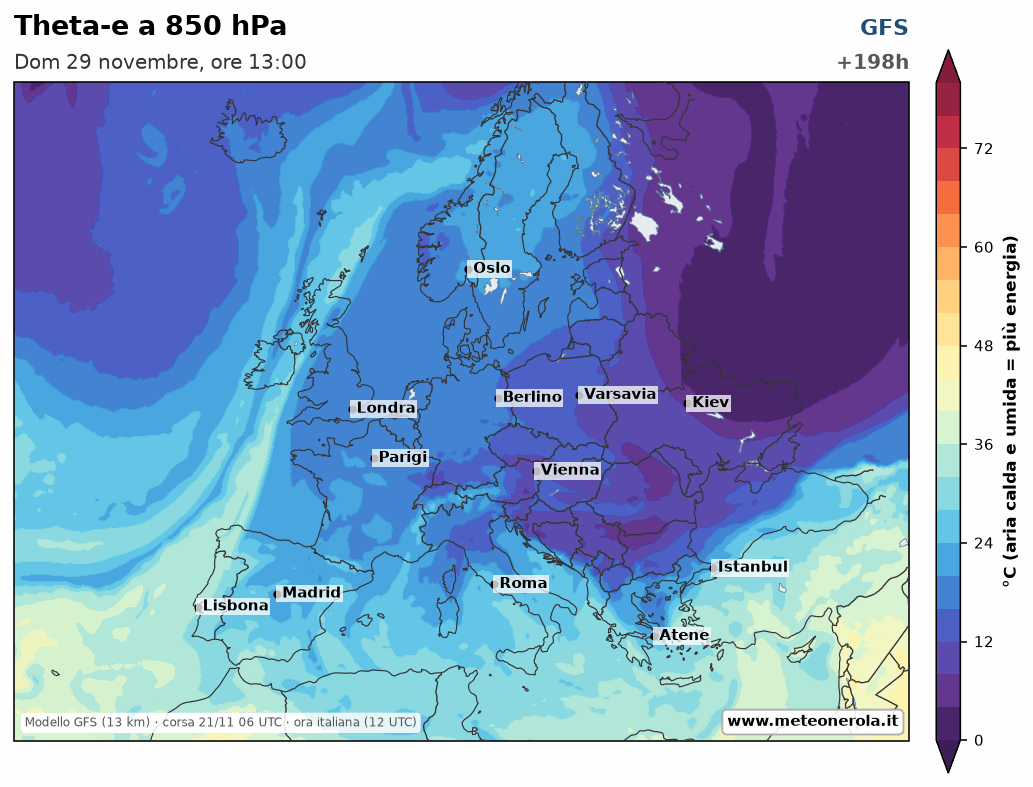 Theta-e a 850 hPa
GFS
Dom 29 novembre, ore 13:00
+198h
72
60
48
36
24
12
0
°C (aria calda e umida = più energia)
Oslo
Londra
Berlino
Varsavia
Kiev
Parigi
Vienna
Istanbul
Roma
Madrid
Lisbona
Atene
Modello GFS (13 km) · corsa 21/11 06 UTC · ora italiana (12 UTC)
www.meteonerola.it